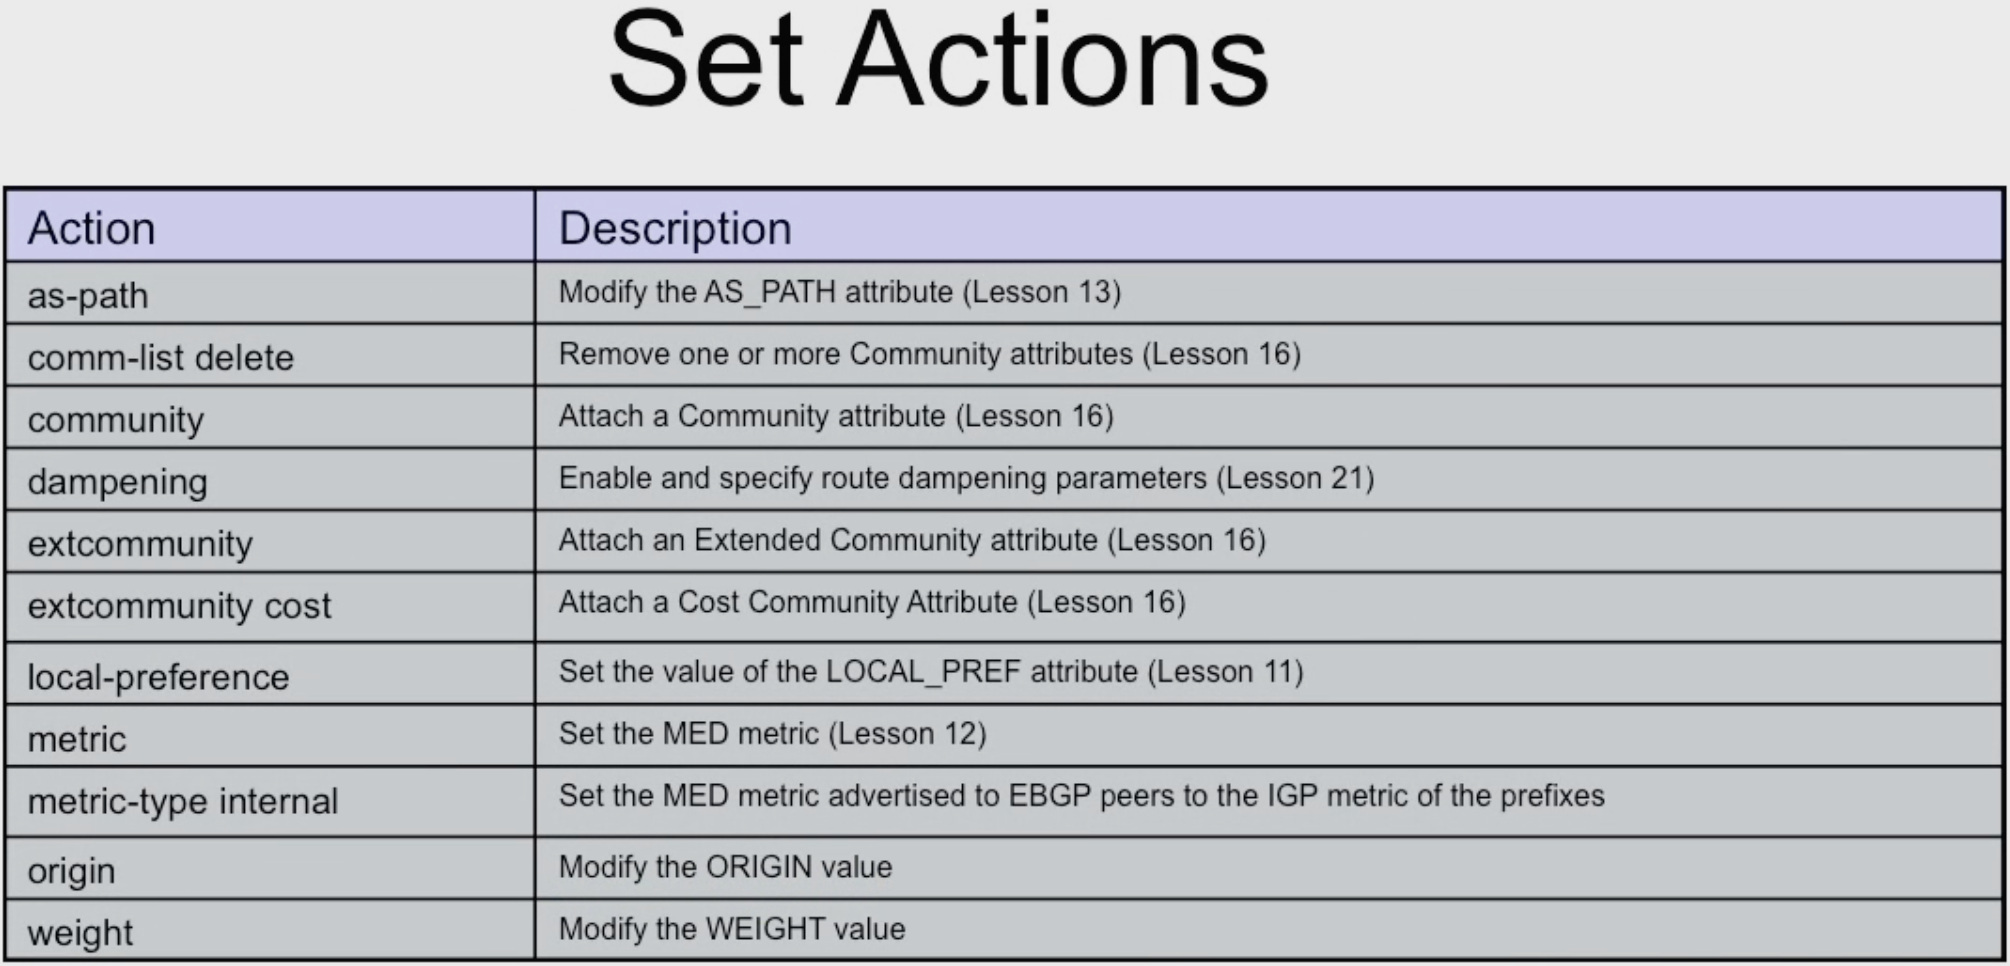 Set Actions
Action Description
as-path Modify the AS_PATH attribute (Lesson 13)
comm-list delete Remove one or more Community attributes (Lesson 16)
community Attach a Community attribute (Lesson 16)
dampening Enable and specify route dampening parameters (Lesson 21)
extcommunity Attach an Extended Community attribute (Lesson 16)
extcommunity cost Attach a Cost Community Attribute (Lesson 16)
local-preference Set the value of the LOCAL_PREF attribute (Lesson 11)
metric Set the MED metric (Lesson 12)
metric-type internal Set the MED metric advertised to EBGP peers to the IGP metric of the prefixes
origin Modify the ORIGIN value
weight Modify the WEIGHT value